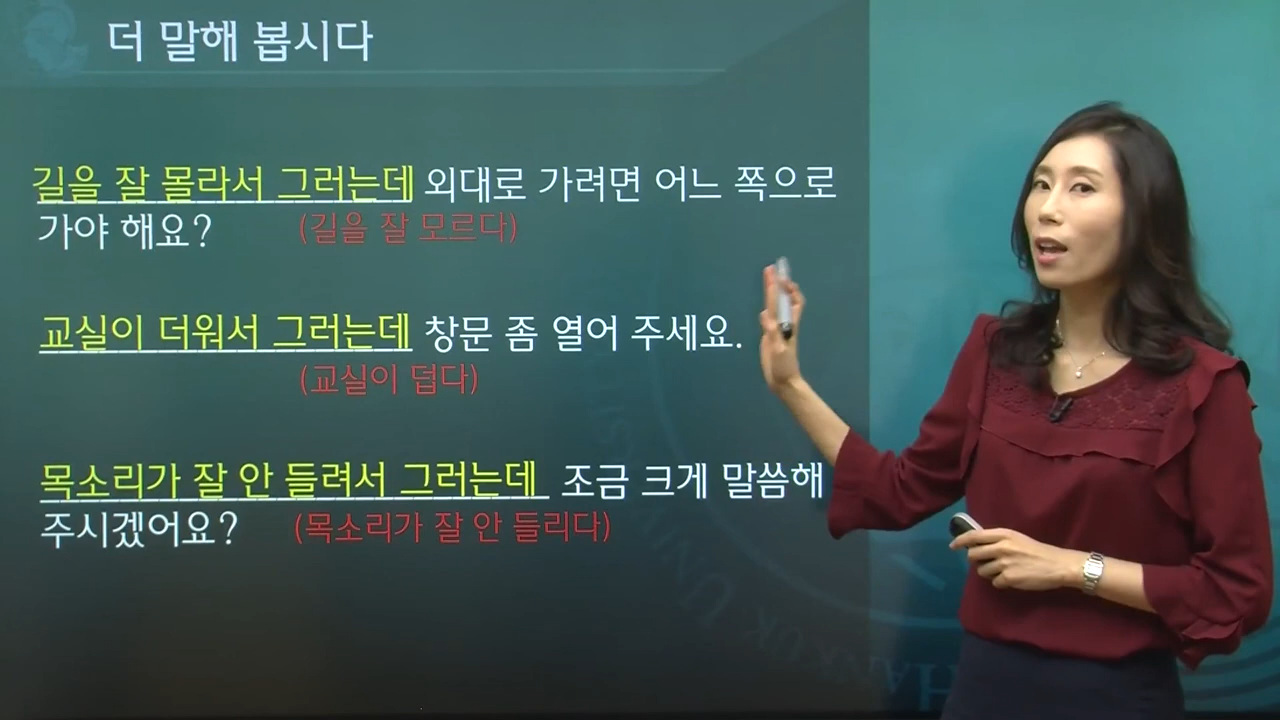 더 말해 봅시다
길을 잘 몰라서 그러는데 외대로 가려면 어느 쪽으로
가야 해요?
(길을 잘 모르다)
교실이 더워서 그러는데 창문 좀 열어 주세요.
(교실이 덥다)
목소리가 잘 안 들려서 그러는데 조금 크게 말씀해
주시겠어요?
(목소리가 잘 안 들리다)